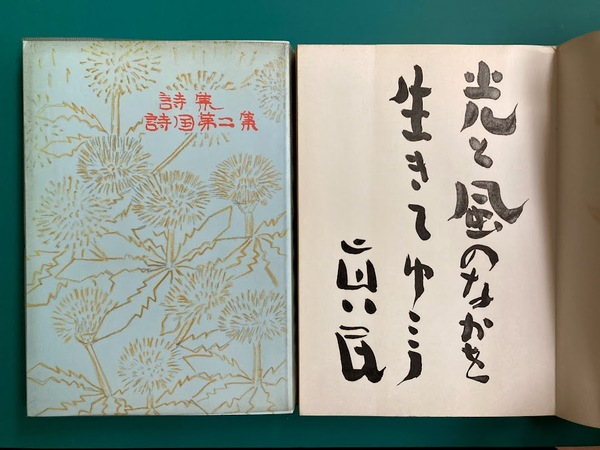 詩集
詩国第二集
光と風のなかを
生きてゆこう
真民